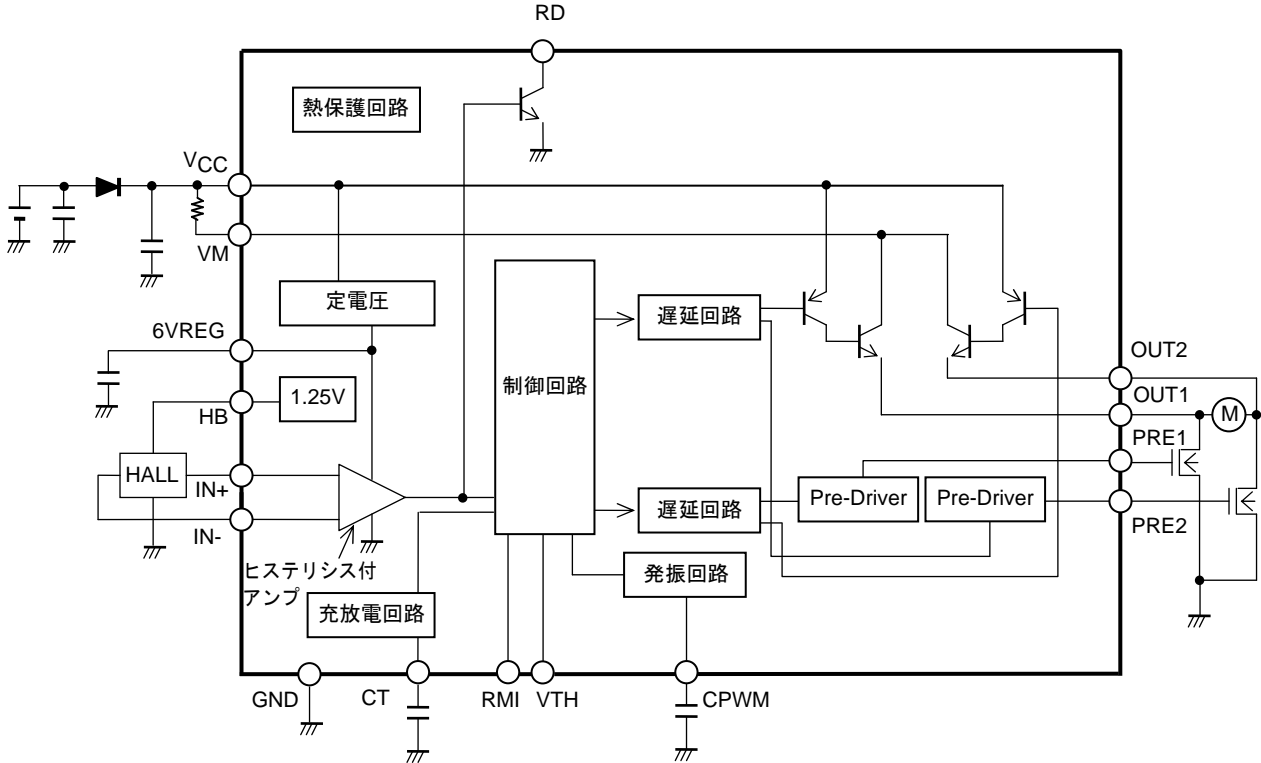 RD
熱保護回路
VCC
VM
定電圧
6VREG
1.25V
HB
HALL
IN+
IN-
ヒステリシス付
アンプ
充放電回路
制御回路
遅延回路
遅延回路
Pre-Driver
Pre-Driver
発振回路
OUT2
OUT1
M
PRE1
PRE2
GND
CT
RMI
VTH
CPWM